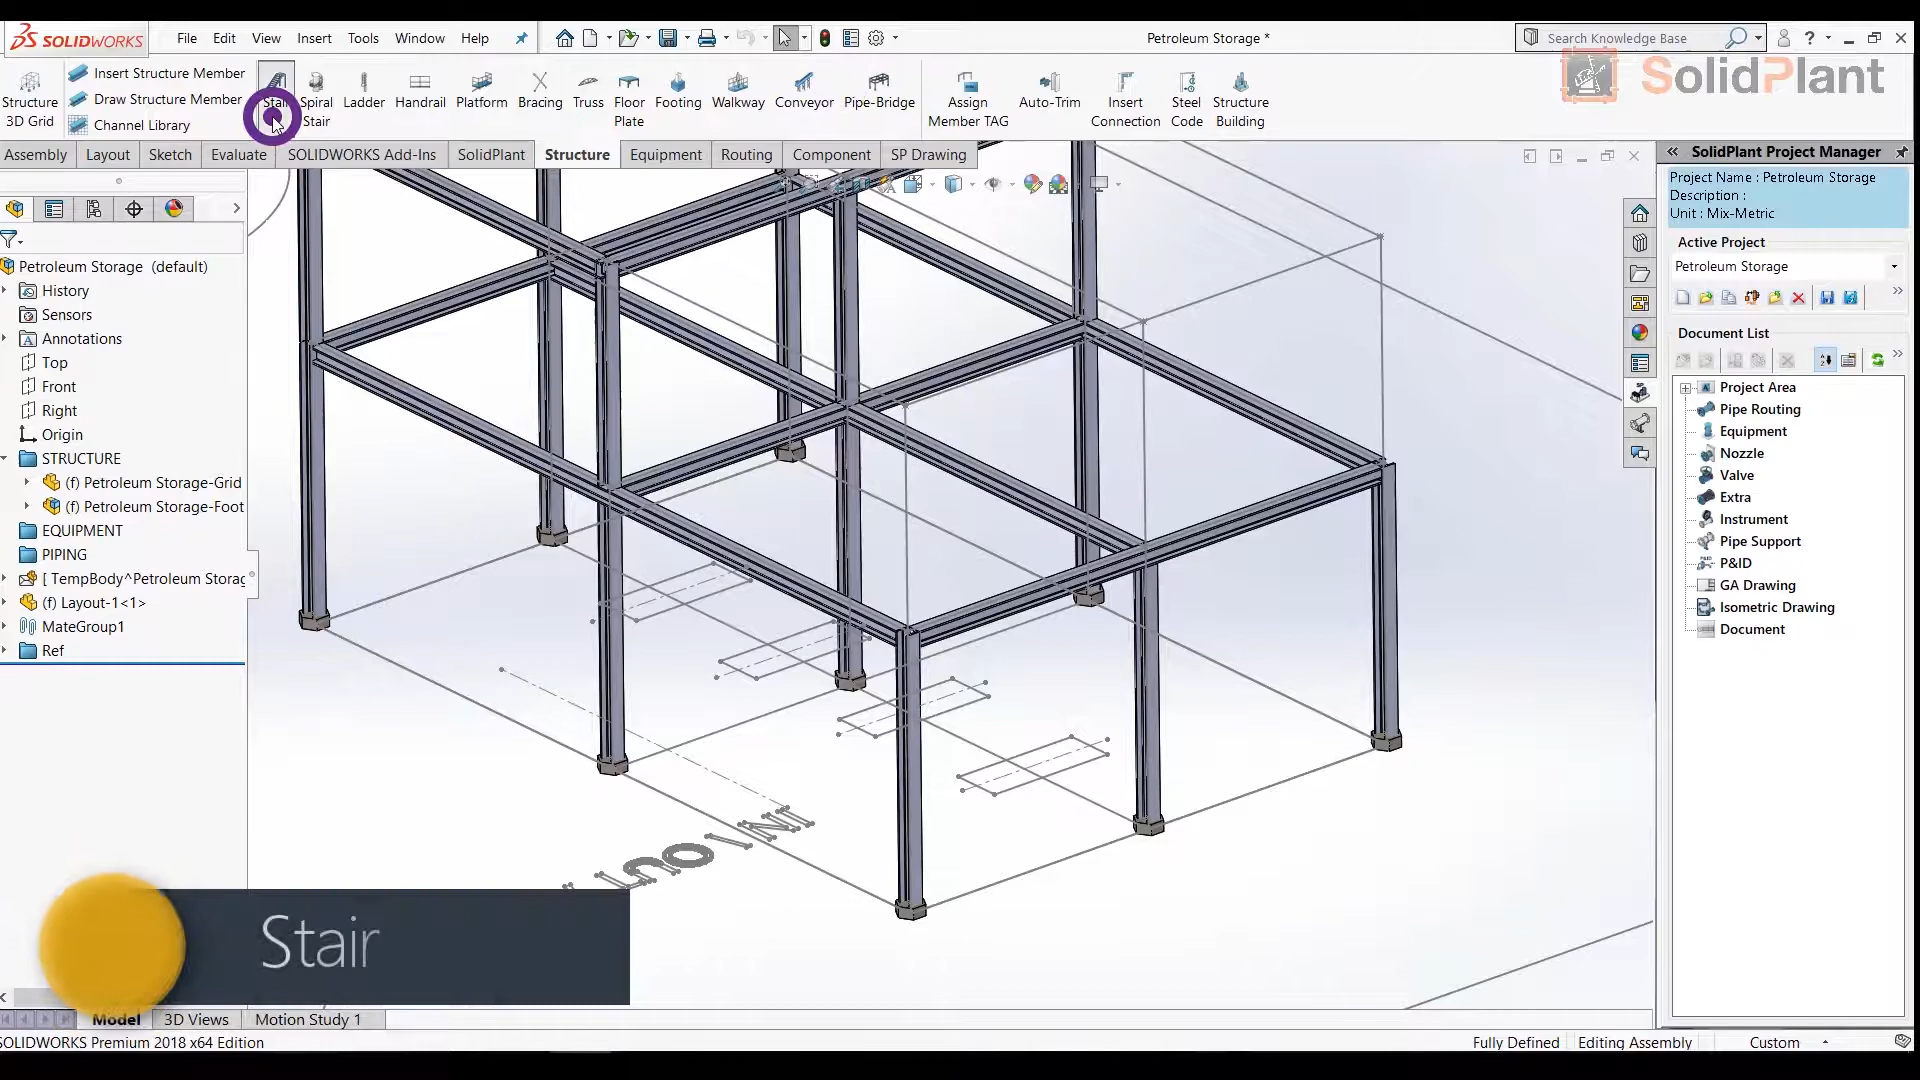 SOLIDWORKS
File Edit View Insert Tools Window Help
Petroleum Storage *
Search Knowledge Base
SolidPlant
Structure
3D Grid
Insert Structure Member
Draw Structure Member
Channel Library
Stair
Spiral
Stair
Ladder
Handrail
Platform
Bracing
Truss
Floor
Plate
Footing
Walkway
Conveyor
Pipe-Bridge
Assign
Member TAG
Auto-Trim
Insert
Connection
Steel
Code
Structure
Building
Assembly Layout Sketch Evaluate SOLIDWORKS Add-Ins SolidPlant Structure Equipment Routing Component SP Drawing
Petroleum Storage (default)
History
Sensors
Annotations
Top
Front
Right
Origin
STRUCTURE
(f) Petroleum Storage-Grid
(f) Petroleum Storage-Foot
EQUIPMENT
PIPING
[ TempBody^Petroleum Storag
(f) Layout-1<1>
MateGroup1
Ref
SolidPlant Project Manager
Project Name : Petroleum Storage
Description :
Unit : Mix-Metric
Active Project
Petroleum Storage
Document List
Project Area
Pipe Routing
Equipment
Nozzle
Valve
Extra
Instrument
Pipe Support
P&ID
GA Drawing
Isometric Drawing
Document
Stair
Model 3D Views Motion Study 1
SOLIDWORKS Premium 2018 x64 Edition
Fully Defined Editing Assembly Custom